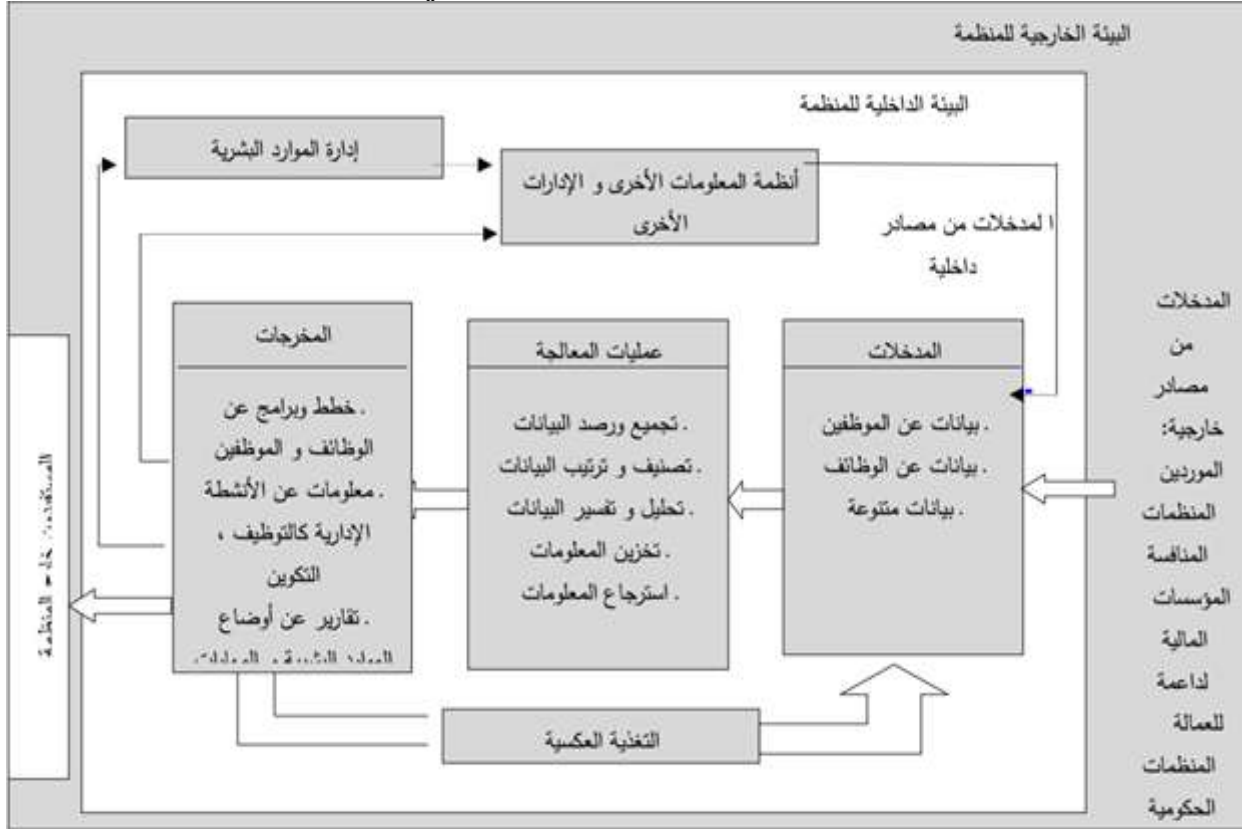 البيئة الخارجية للمنظمة
البيئة الداخلية للمنظمة
إدارة الموارد البشرية
أنظمة المعلومات الأخرى و الإدارات
الأخرى
ا لمدخلات من مصادر
داخلية
المدخلات
من
مصادر
خارجية:
الموردين
المنظمات
المنافسة
المؤسسات
المالية
لداعمة
للعمالة
المنظمات
الحكومية
المدخلات
. بيانات عن الموظفين
. بيانات عن الوظائف
. بيانات متنوعة
عمليات المعالجة
. تجميع ورصد البيانات
. تصنيف و ترتيب البيانات
. تحليل و تفسير البيانات
. تخزين المعلومات
. استرجاع المعلومات
المخرجات
. خطط وبرامج عن
الوظائف و الموظفين
. معلومات عن الأنشطة
الإدارية كالتوظيف ،
التكوين
. تقارير عن أوضاع
الموارد البشرية و
التغذية العكسية
المنظمة